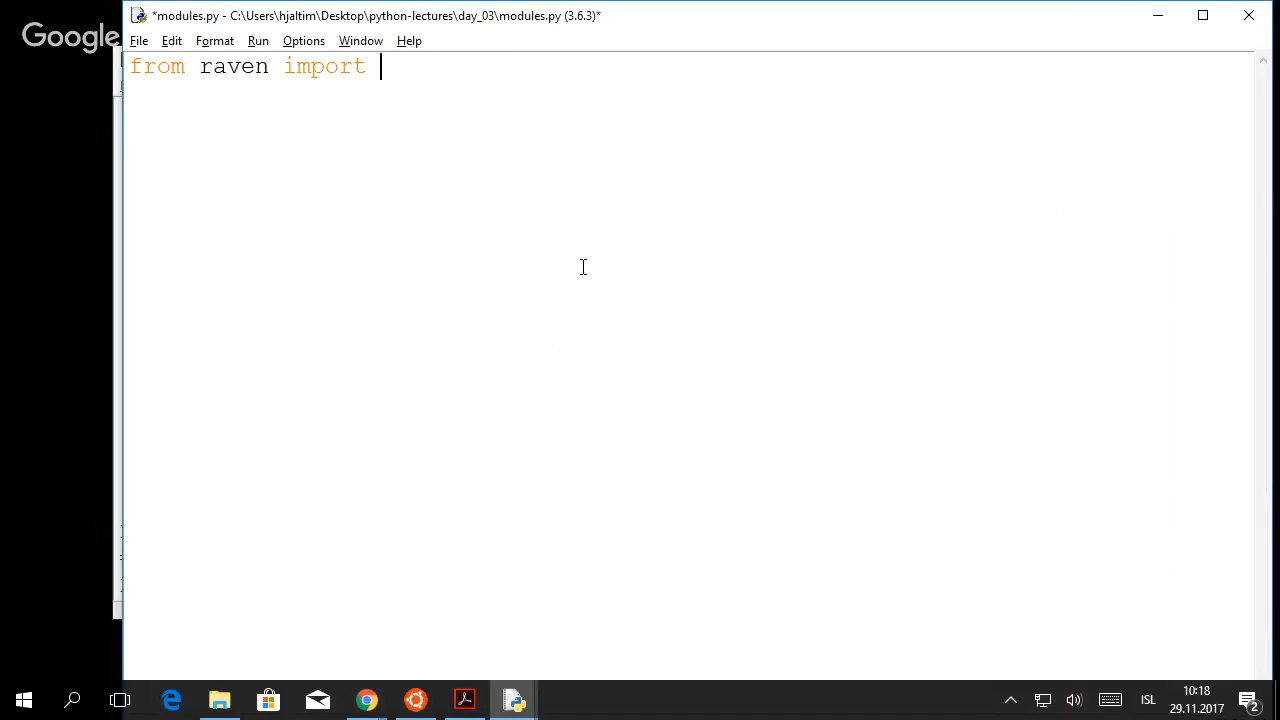 Google
*modules.py - C:\Users\hjaltim\Desktop\python-lectures\day_03\modules.py (3.6.3)*
File Edit Format Run Options Window Help
from raven import
ISL
10:18
29.11.2017
2